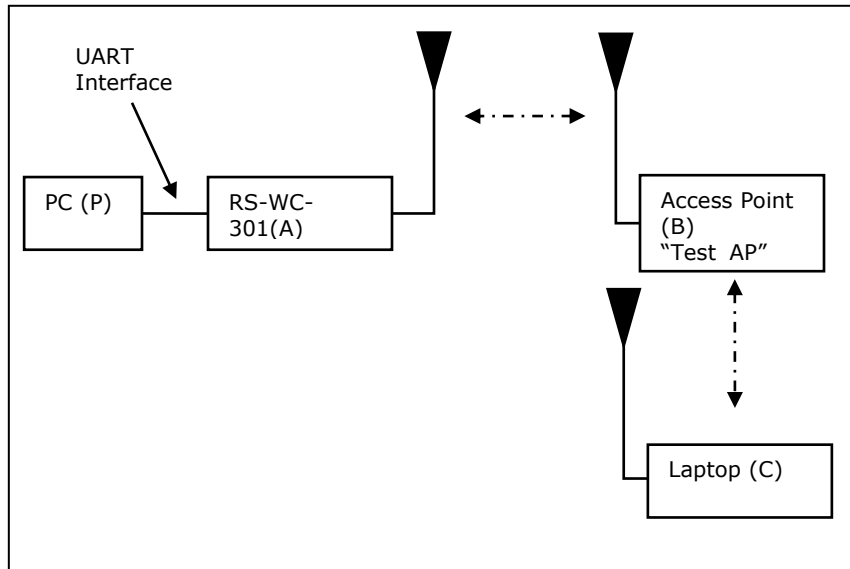 UART
Interface
PC (P)
RS-WC-
301(A)
Access Point
(B)
“Test AP”
Laptop (C)